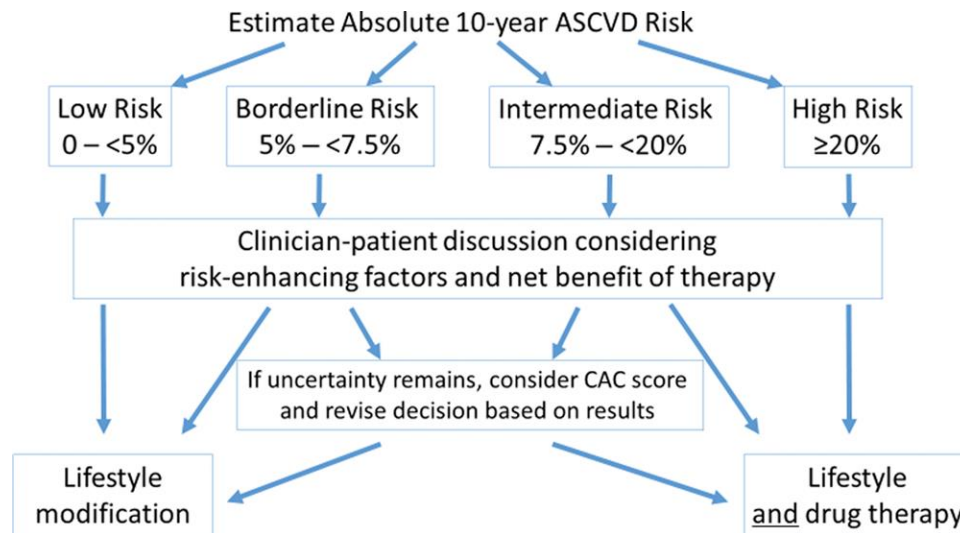 Estimate Absolute 10-year ASCVD Risk
Low Risk
0 – <5%
Borderline Risk
5% – <7.5%
Intermediate Risk
7.5% – <20%
High Risk
≥20%
Clinician-patient discussion considering
risk-enhancing factors and net benefit of therapy
If uncertainty remains, consider CAC score
and revise decision based on results
Lifestyle
modification
Lifestyle
and drug therapy